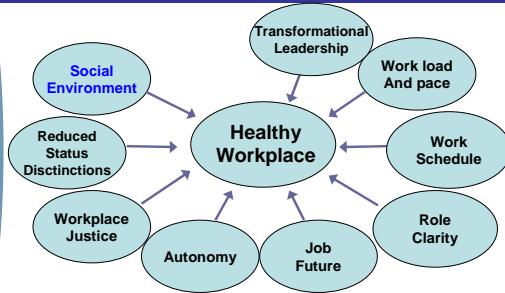 Transformational
Leadership
Social
Environment
Work load
And pace
Reduced
Status
Disctinctions
Healthy
Workplace
Work
Schedule
Workplace
Justice
Autonomy
Job
Future
Role
Clarity